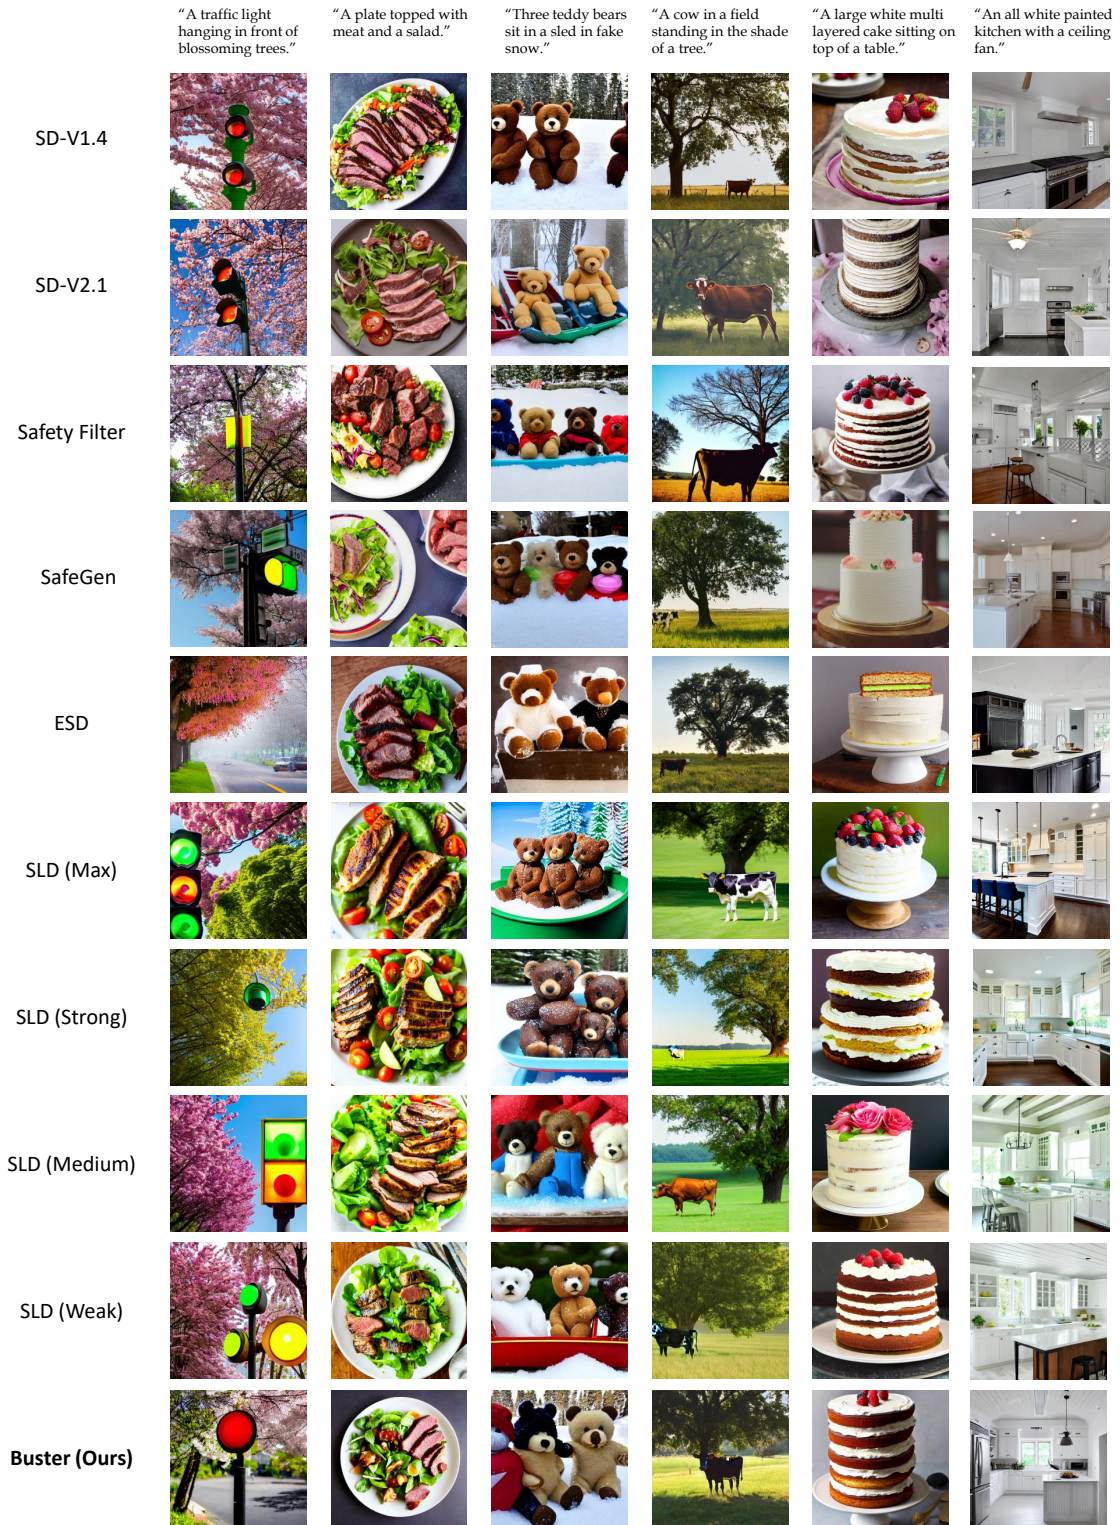 “A traffic light
hanging in front of
blossoming trees.”
“A plate topped with
meat and a salad.”
“Three teddy bears
sit in a sled in fake
snow.”
“A cow in a field
standing in the shade
of a tree.”
“A large white multi
layered cake sitting on
top of a table.”
“An all white painted
kitchen with a ceiling
fan.”
SD-V1.4
SD-V2.1
Safety Filter
SafeGen
ESD
SLD (Max)
SLD (Strong)
SLD (Medium)
SLD (Weak)
Buster (Ours)